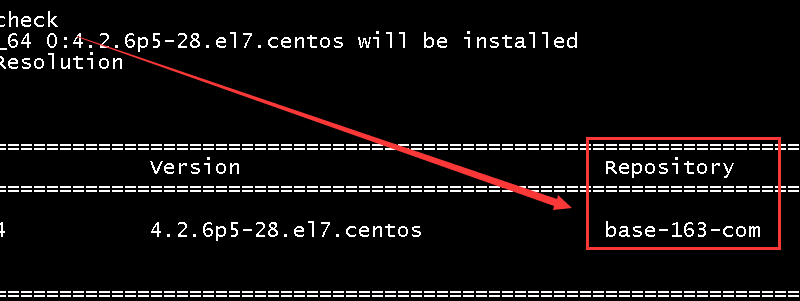 check
_64 0:4.2.6p5-28.el7.centos will be installed
Resolution
================================================================================
Version Repository
================================================================================
4 4.2.6p5-28.el7.centos base-163-com
================================================================================